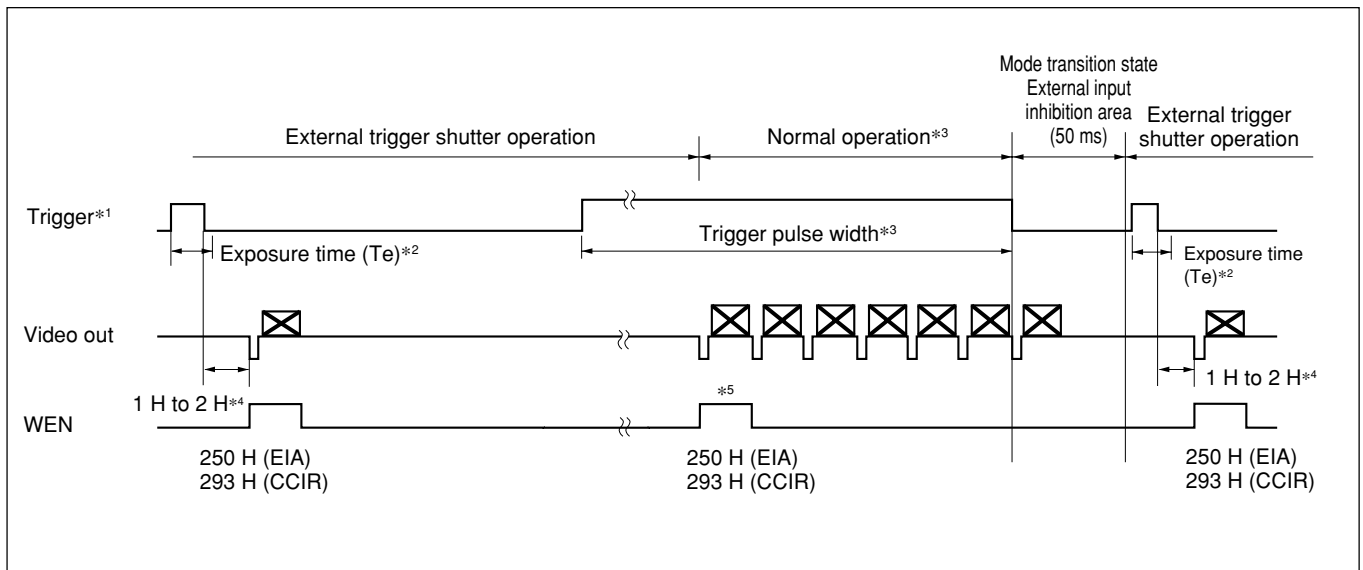 Mode transition state
External input
inhibition area
(50 ms)
External trigger shutter operation
Normal operation*3
External trigger
shutter operation
Trigger*1
Exposure time (Te)*2
Trigger pulse width*3
Exposure time
(Te)*2
Video out
1 H to 2 H*4
1 H to 2 H*4
*5
WEN
250 H (EIA)
293 H (CCIR)
250 H (EIA)
293 H (CCIR)
250 H (EIA)
293 H (CCIR)